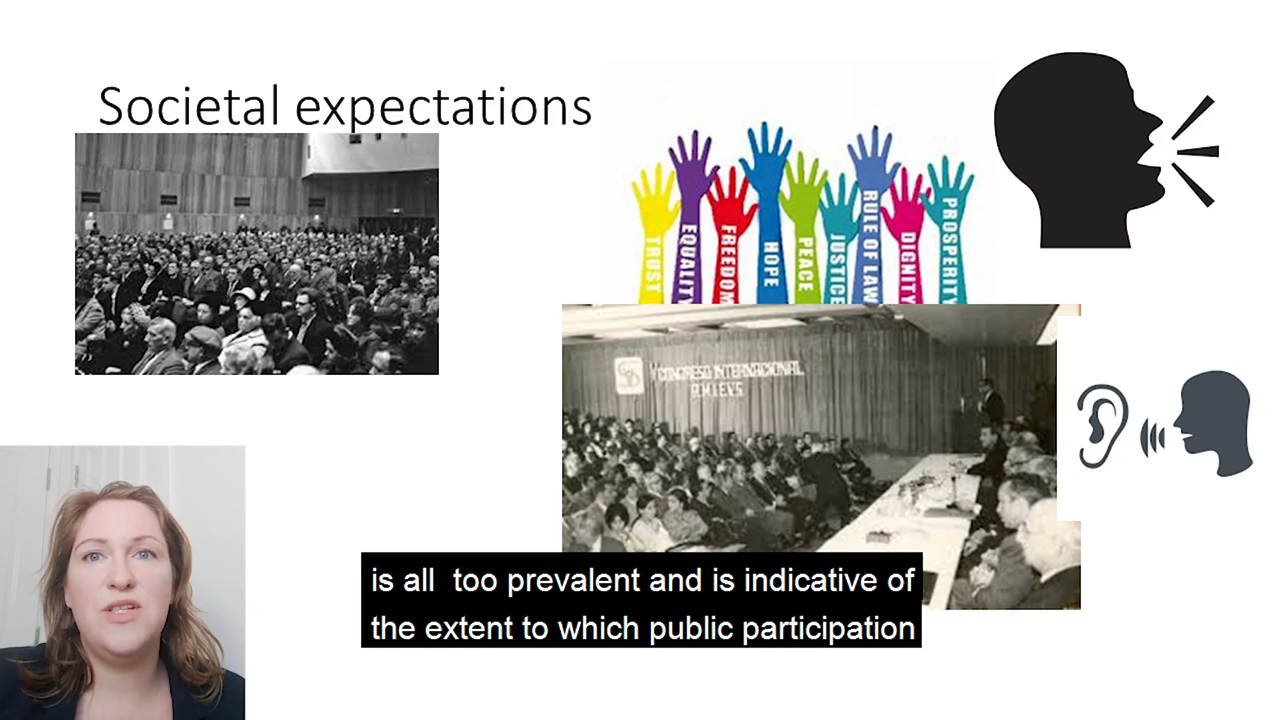 Societal expectations
TRUST
EQUALITY
FREEDOM
HOPE
PEACE
JUSTICE
RULE OF LAW
DIGNITY
PROSPERITY
CONGRESO INTERNACIONAL
is all too prevalent and is indicative of
the extent to which public participation